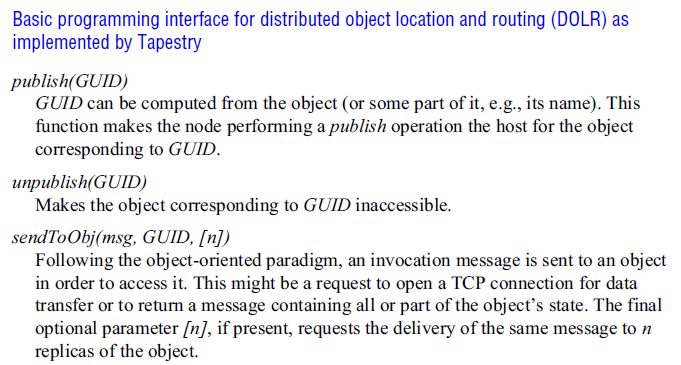 Basic programming interface for distributed object location and routing (DOLR) as
implemented by Tapestry
publish(GUID)
GUID can be computed from the object (or some part of it, e.g., its name). This
function makes the node performing a publish operation the host for the object
corresponding to GUID.
unpublish(GUID)
Makes the object corresponding to GUID inaccessible.
sendToObj(msg, GUID, [n])
Following the object-oriented paradigm, an invocation message is sent to an object
in order to access it. This might be a request to open a TCP connection for data
transfer or to return a message containing all or part of the object’s state. The final
optional parameter [n], if present, requests the delivery of the same message to n
replicas of the object.